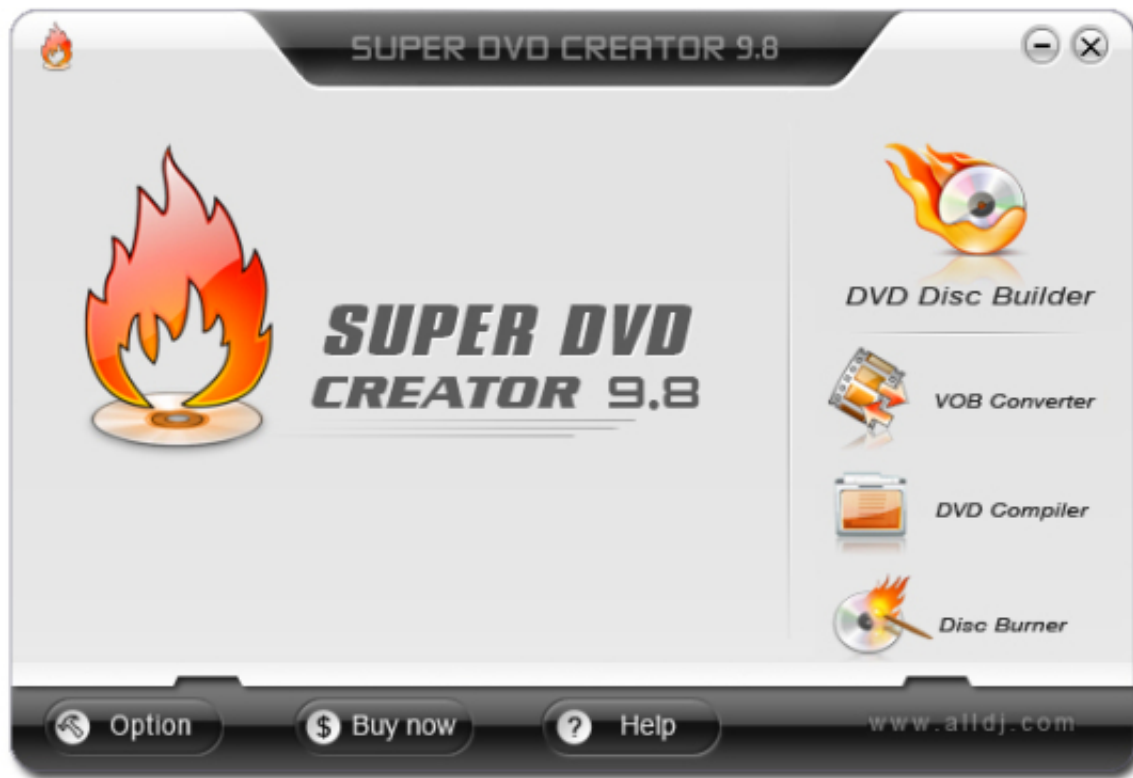 SUPER DVD CREATOR 9.8
SUPER DVD
CREATOR 9.8
DVD Disc Builder
VOB Converter
DVD Compiler
Disc Burner
Option
$ Buy now
? Help
www.alldj.com